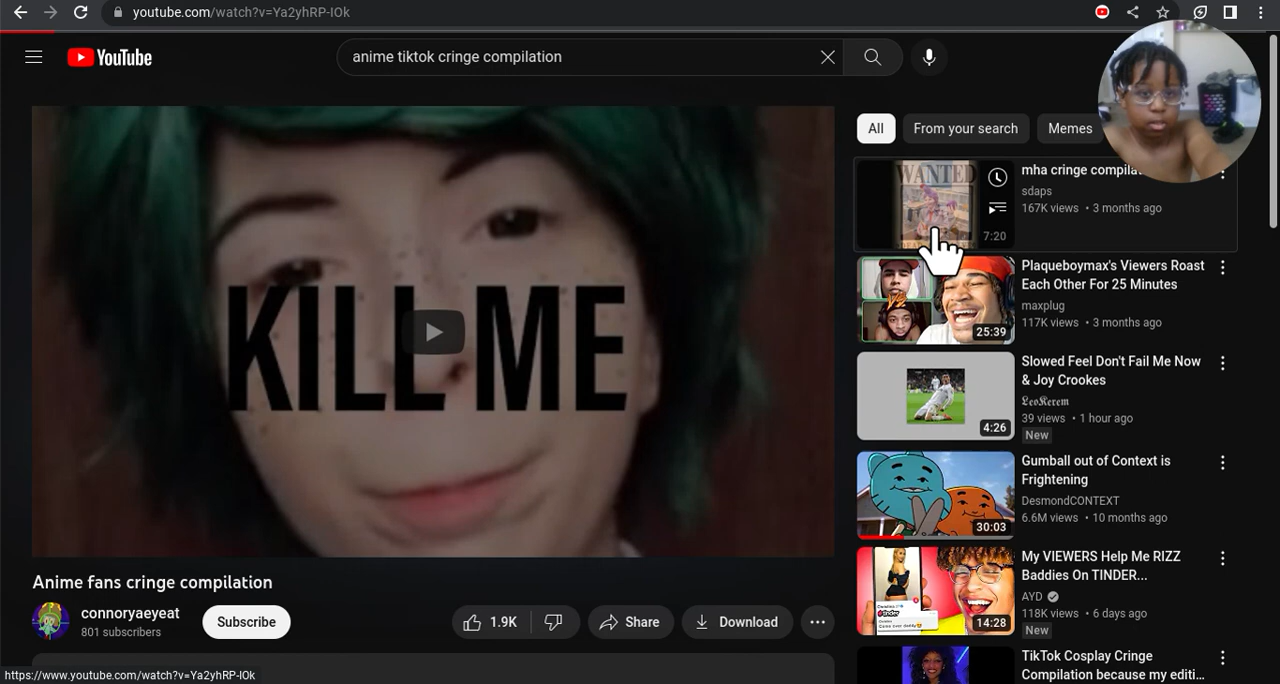 youtube.com/watch?v=Ya2yhRP-IOk
YouTube
anime tiktok cringe compilation
All
From your search
Memes
KILL ME
WANTED
7:20
mha cringe compila
sdaps
167K views • 3 months ago
25:39
Plaqueboymax's Viewers Roast
Each Other For 25 Minutes
maxplug
117K views • 3 months ago
4:26
Slowed Feel Don't Fail Me Now
& Joy Crookes
𝕷𝖊𝖔𝕶𝖊𝖗𝖊𝖒
39 views • 1 hour ago
New
30:03
Gumball out of Context is
Frightening
DesmondCONTEXT
6.6M views • 10 months ago
14:28
My VIEWERS Help Me RIZZ
Baddies On TINDER...
AYD
118K views • 6 days ago
New
TikTok Cosplay Cringe
Compilation because my editi...
Anime fans cringe compilation
connoryaeyeat
801 subscribers
Subscribe
1.9K
Share
Download
https://www.youtube.com/watch?v=Ya2yhRP-IOk